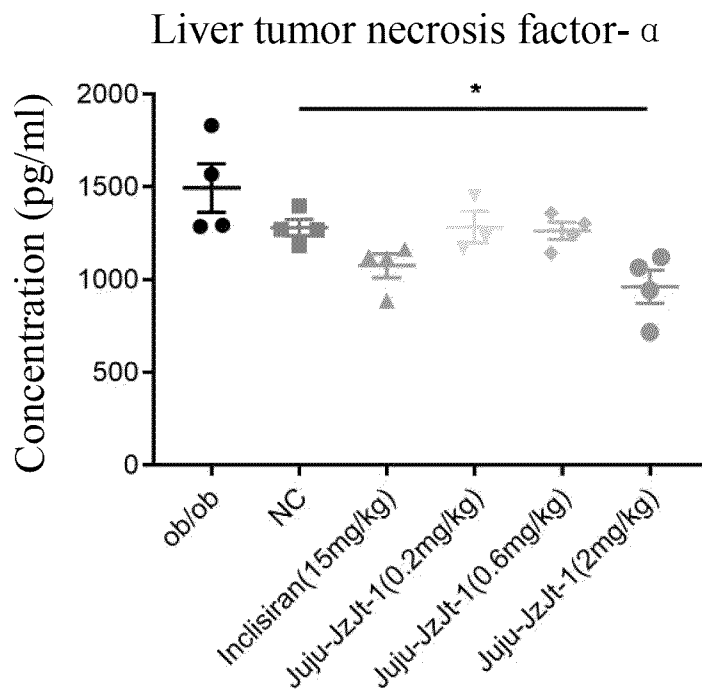 Liver tumor necrosis factor- α
Concentration (pg/ml)
2000
1500
1000
500
0
*
ob/ob
NC
Inclisiran(15mg/kg)
Juju-JzJt-1(0.2mg/kg)
Juju-JzJt-1(0.6mg/kg)
Juju-JzJt-1(2mg/kg)